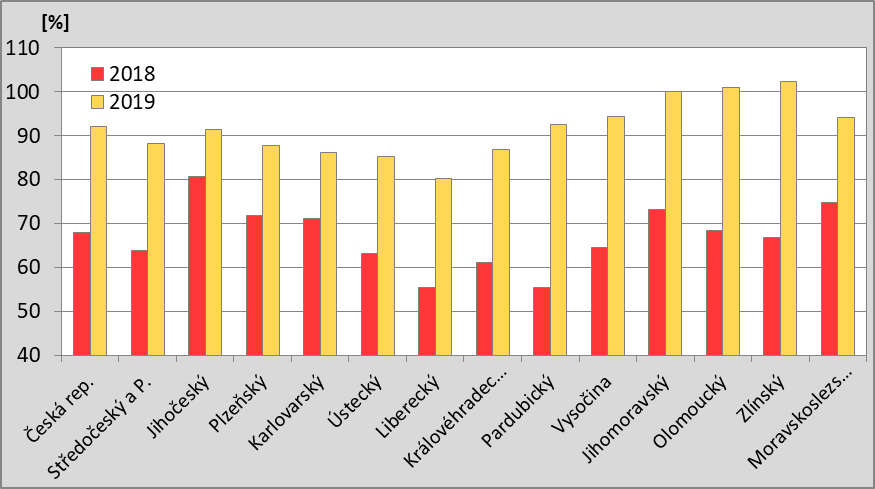 [%]
110
100
90
80
70
60
50
40
2018
2019
Česká rep.
Středočeský a P.
Jihočeský
Plzeňský
Karlovarský
Ústecký
Liberecký
Královéhradec...
Pardubický
Vysočina
Jihomoravský
Olomoucký
Zlínský
Moravskoslezs...